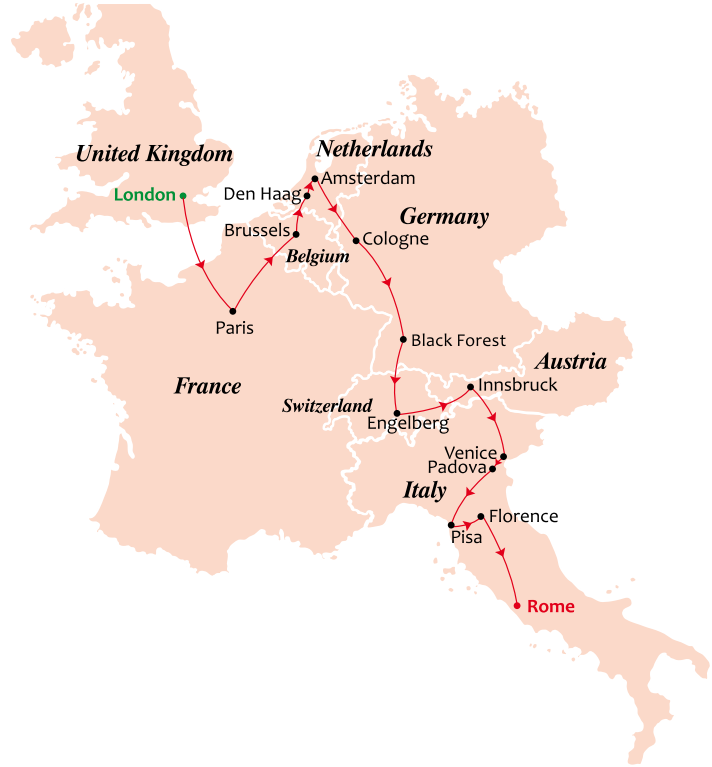 United Kingdom
Netherlands
London
Amsterdam
Den Haag
Germany
Brussels
Cologne
Belgium
Paris
Black Forest
Austria
France
Innsbruck
Switzerland
Engelberg
Venice
Padova
Italy
Florence
Pisa
Rome